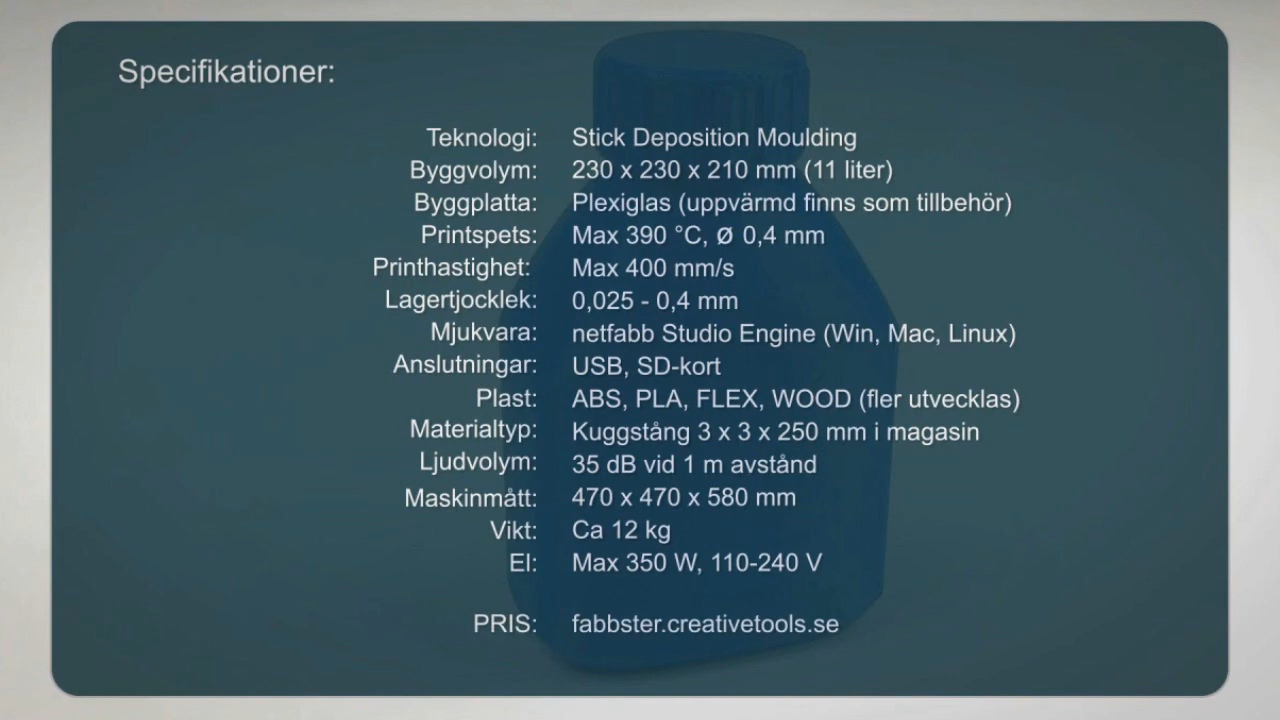 Specifikationer:
Teknologi: Stick Deposition Moulding
Byggvolym: 230 x 230 x 210 mm (11 liter)
Byggplatta: Plexiglas (uppvärmd finns som tillbehör)
Printspets: Max 390 °C, Ø 0,4 mm
Printhastighet: Max 400 mm/s
Lagertjocklek: 0,025 - 0,4 mm
Mjukvara: netfabb Studio Engine (Win, Mac, Linux)
Anslutningar: USB, SD-kort
Plast: ABS, PLA, FLEX, WOOD (fler utvecklas)
Materialtyp: Kuggstång 3 x 3 x 250 mm i magasin
Ljudvolym: 35 dB vid 1 m avstånd
Maskinmått: 470 x 470 x 580 mm
Vikt: Ca 12 kg
El: Max 350 W, 110-240 V
PRIS: fabbster.creativetools.se